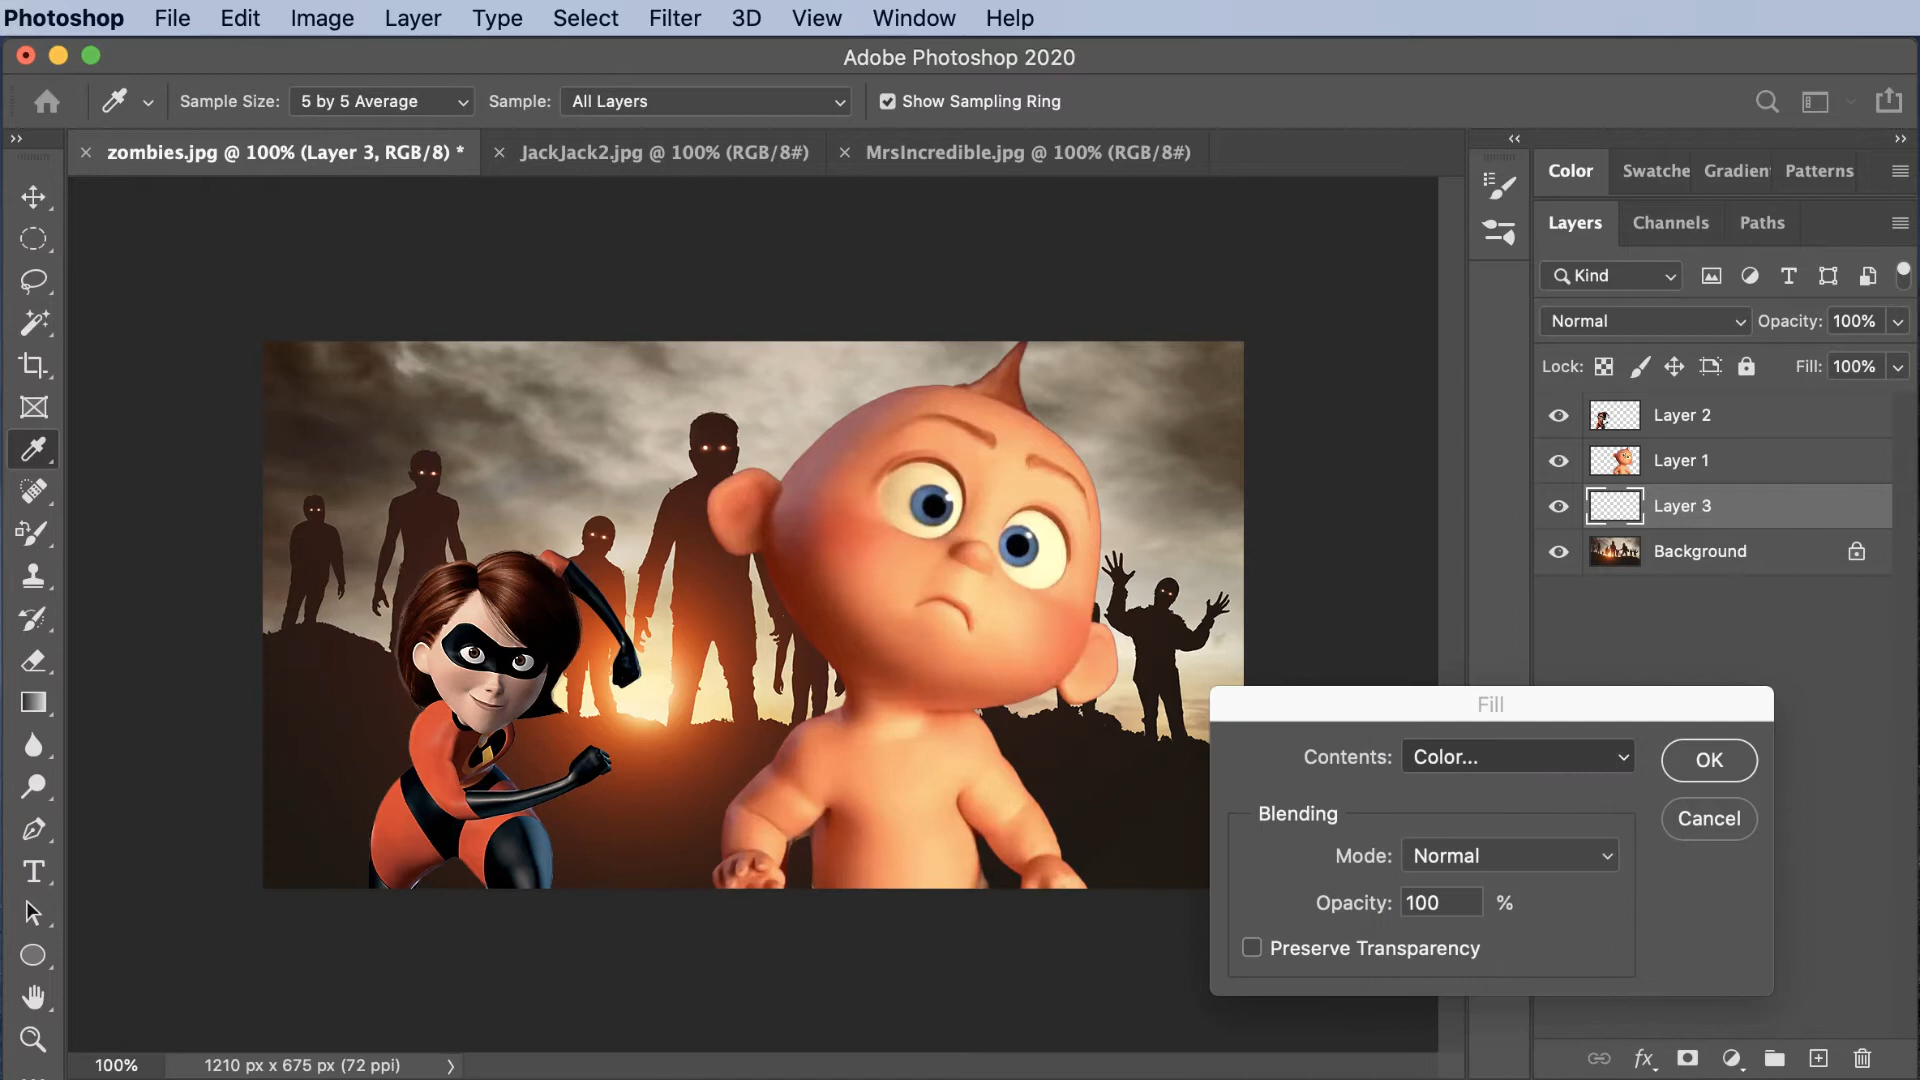 Photoshop File Edit Image Layer Type Select Filter 3D View Window Help
Adobe Photoshop 2020
Sample Size: 5 by 5 Average Sample: All Layers Show Sampling Ring
zombies.jpg @ 100% (Layer 3, RGB/8) * JackJack2.jpg @ 100% (RGB/8#) MrsIncredible.jpg @ 100% (RGB/8#)
Color Swatche Gradien Patterns
Layers Channels Paths
Kind
Normal Opacity: 100%
Lock: Fill: 100%
Layer 2
Layer 1
Layer 3
Background
Fill
Contents: Color... OK
Blending Cancel
Mode: Normal
Opacity: 100 %
Preserve Transparency
100% 1210 px x 675 px (72 ppi)
fx